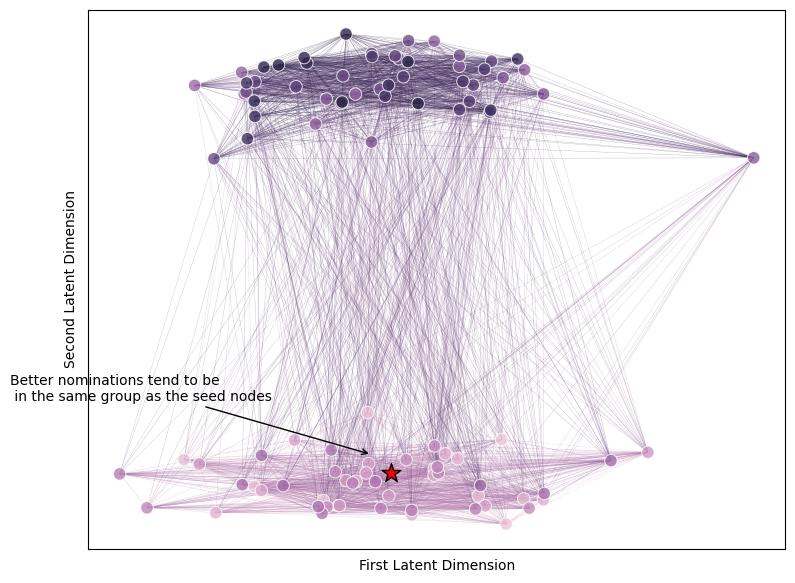 Second Latent Dimension
Better nominations tend to be
in the same group as the seed nodes
First Latent Dimension